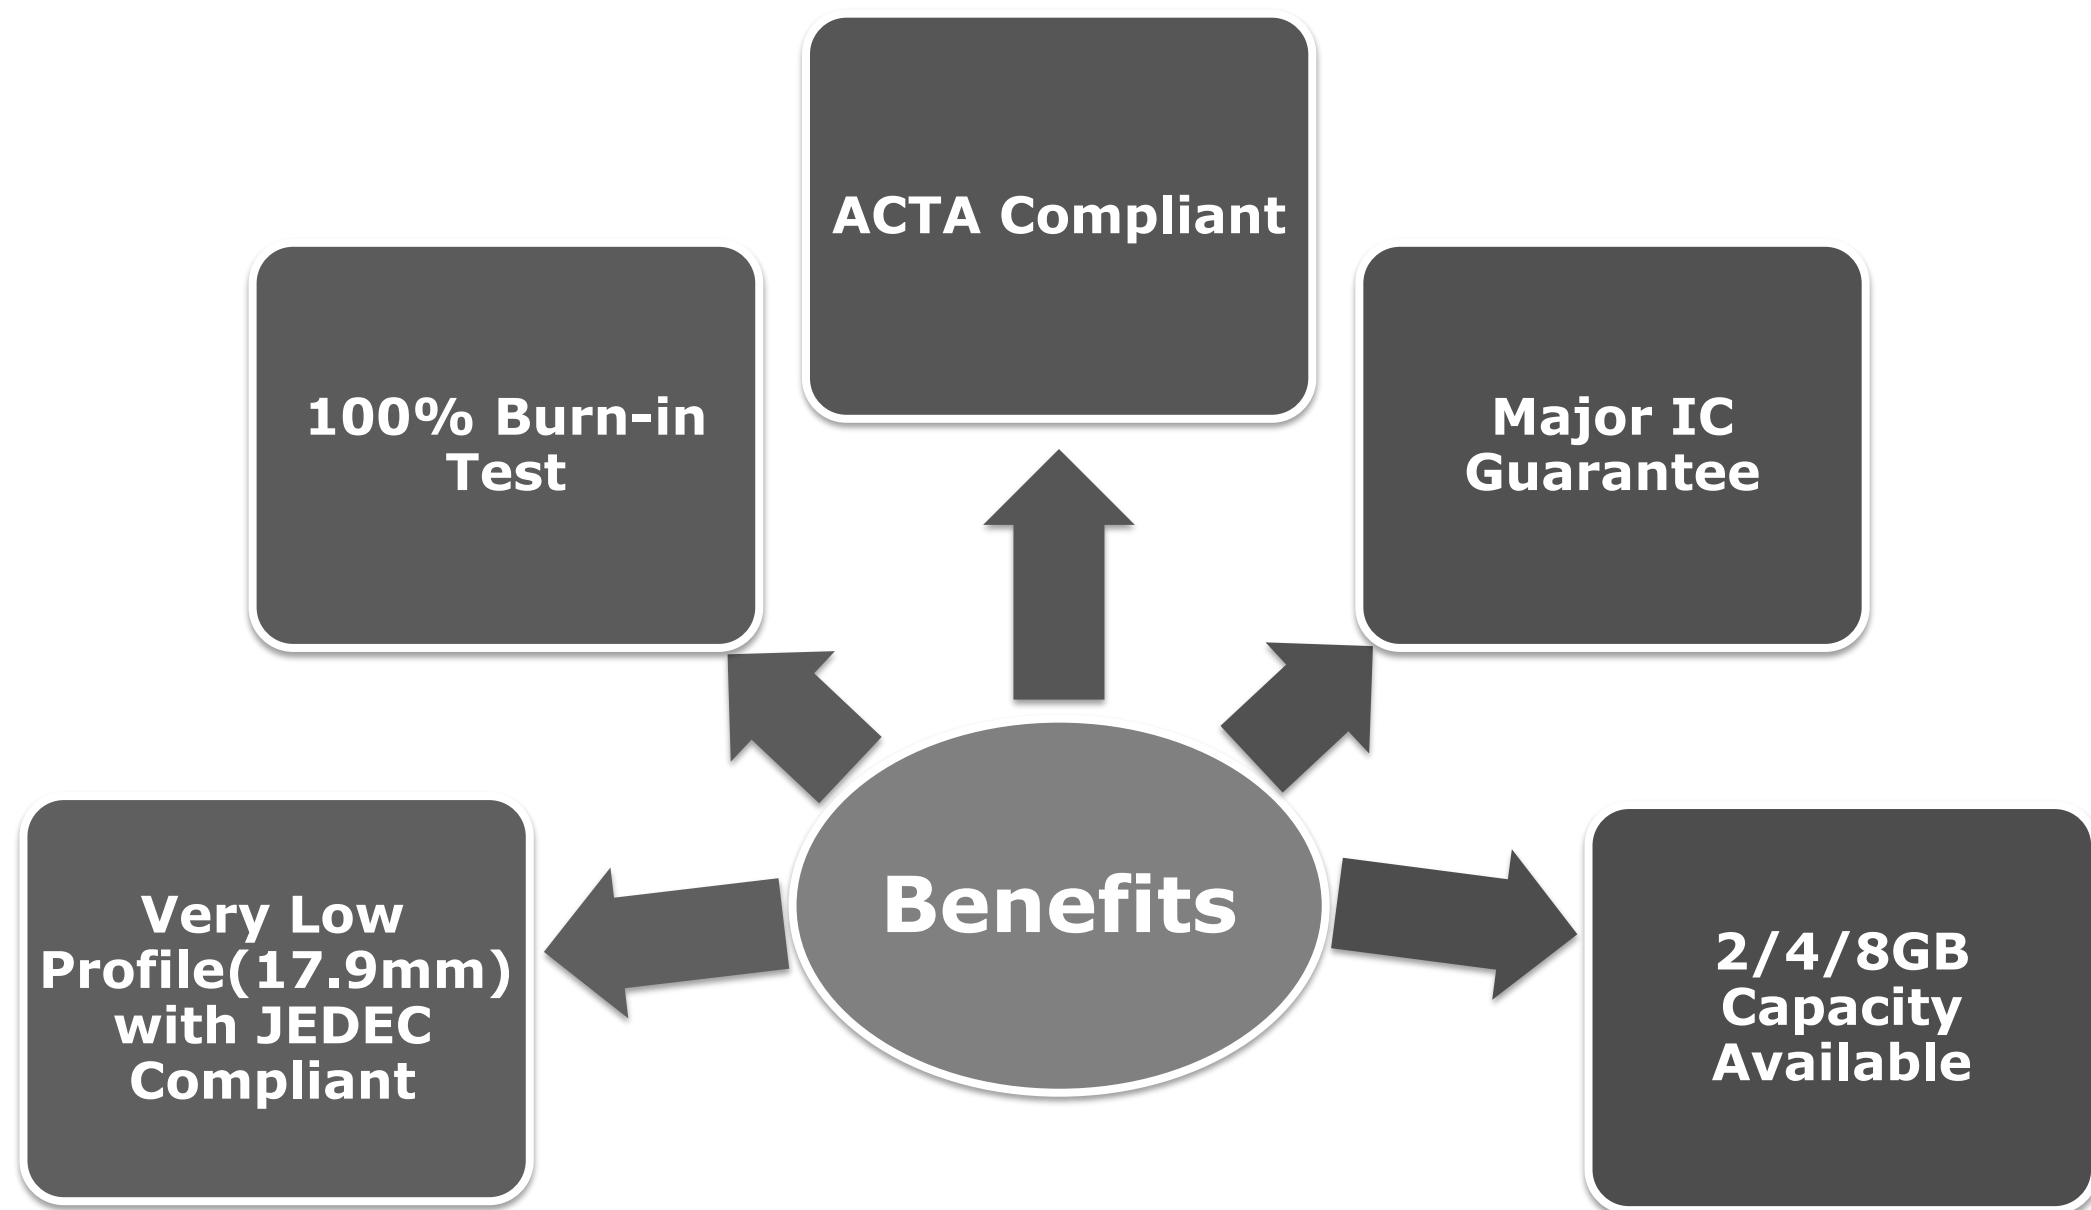 ACTA Compliant
100% Burn-in
Test
Major IC
Guarantee
Benefits
Very Low
Profile(17.9mm)
with JEDEC
Compliant
2/4/8GB
Capacity
Available